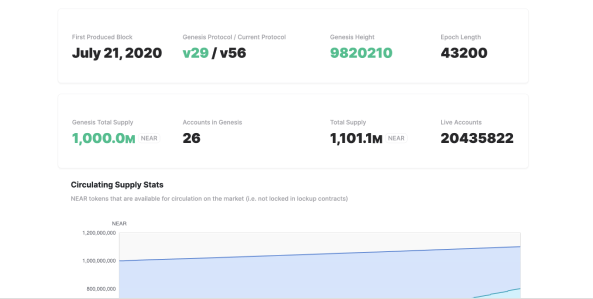 First Produced Block
July 21, 2020
Genesis Protocol / Current Protocol
v29 / v56
Genesis Height
9820210
Epoch Length
43200
Genesis Total Supply
1,000.0M NEAR
Accounts in Genesis
26
Total Supply
1,101.1M NEAR
Live Accounts
20435822
Circulating Supply Stats
NEAR tokens that are available for circulation on the market (i.e. not locked in lockup contracts)
NEAR
1,200,000,000
1,000,000,000
800,000,000